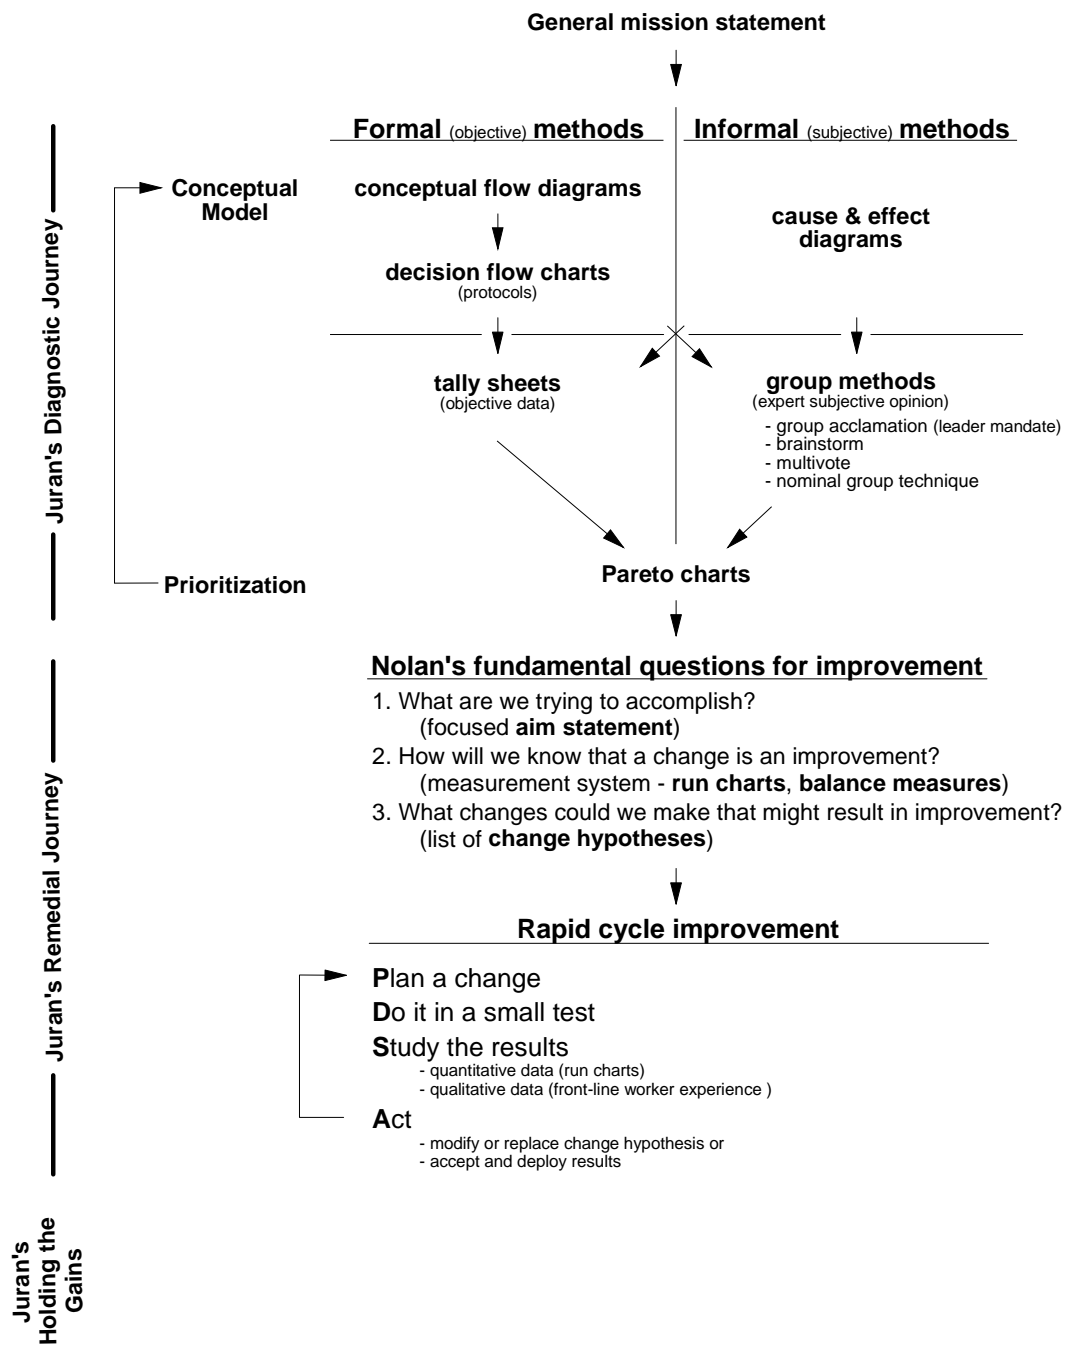 General mission statement
Formal (objective) methods
Informal (subjective) methods
Conceptual
Model
conceptual flow diagrams
cause & effect
diagrams
decision flow charts
(protocols)
tally sheets
(objective data)
group methods
(expert subjective opinion)
- group acclamation (leader mandate)
- brainstorm
- multivote
- nominal group technique
Prioritization
Pareto charts
Juran's Diagnostic Journey
Nolan's fundamental questions for improvement
1. What are we trying to accomplish?
(focused aim statement)
2. How will we know that a change is an improvement?
(measurement system - run charts, balance measures)
3. What changes could we make that might result in improvement?
(list of change hypotheses)
Rapid cycle improvement
Plan a change
Do it in a small test
Study the results
- quantitative data (run charts)
- qualitative data (front-line worker experience )
Act
- modify or replace change hypothesis or
- accept and deploy results
Juran's Remedial Journey
Juran's
Holding the
Gains